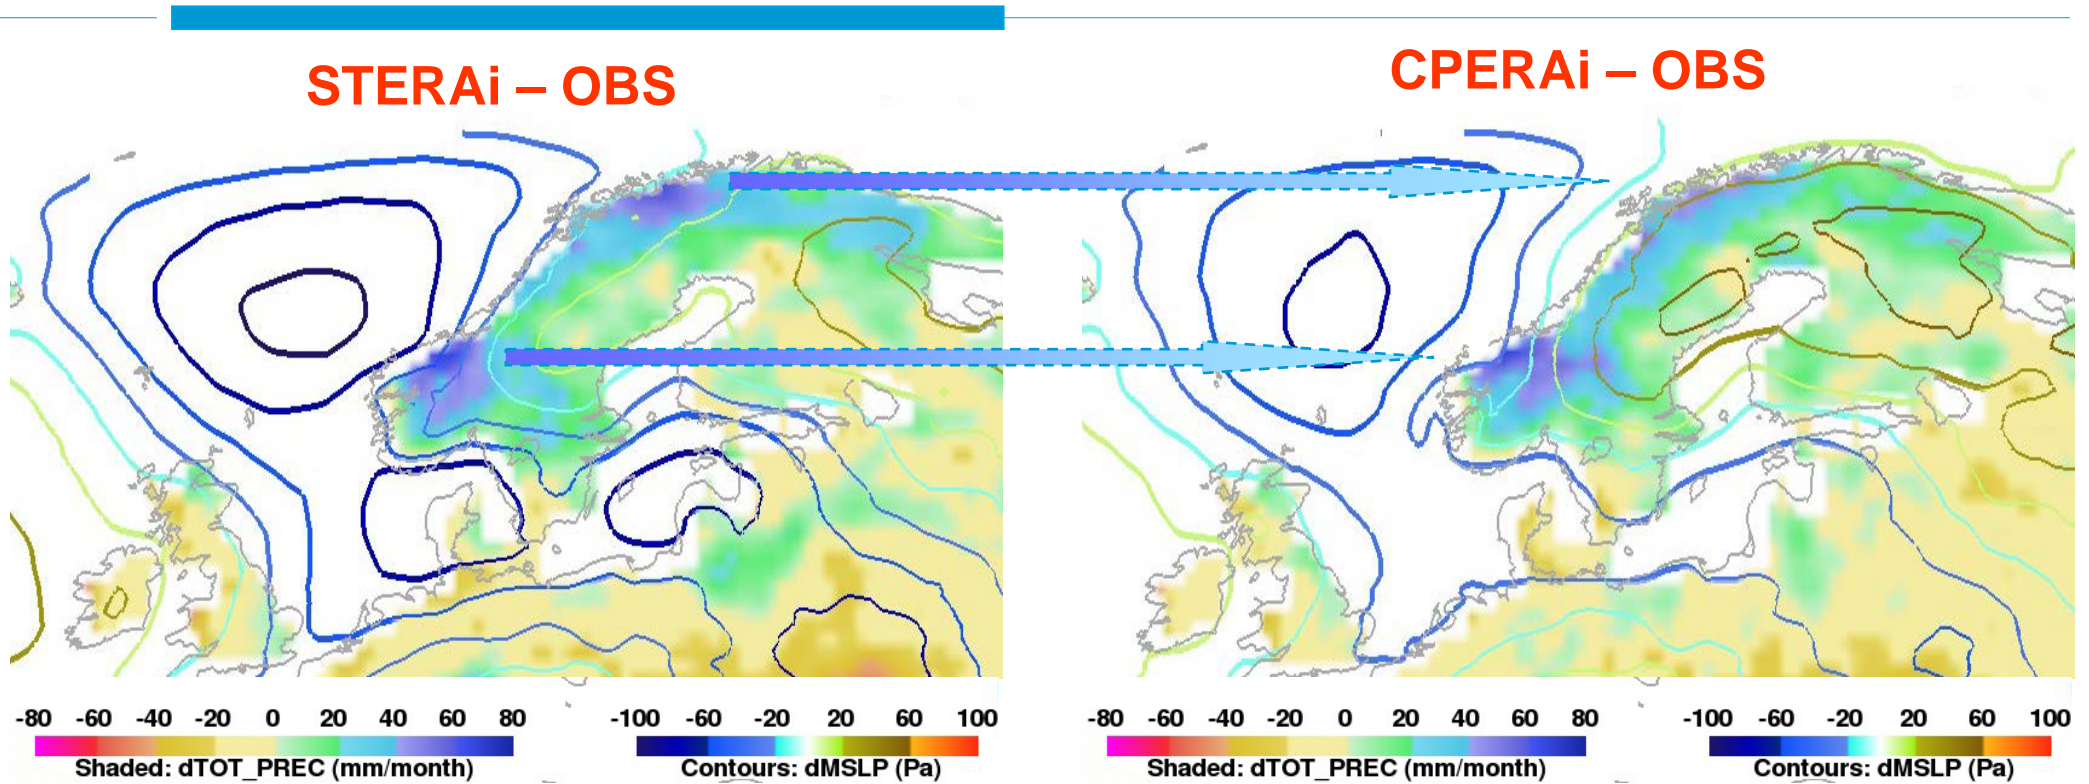 STERAi – OBS
CPERAi – OBS
-80 -60 -40 -20 0 20 40 60 80
Shaded: dTOT_PREC (mm/month)
-100 -60 -20 20 60 100
Contours: dMSLP (Pa)
-80 -60 -40 -20 0 20 40 60 80
Shaded: dTOT_PREC (mm/month)
-100 -60 -20 20 60 100
Contours: dMSLP (Pa)